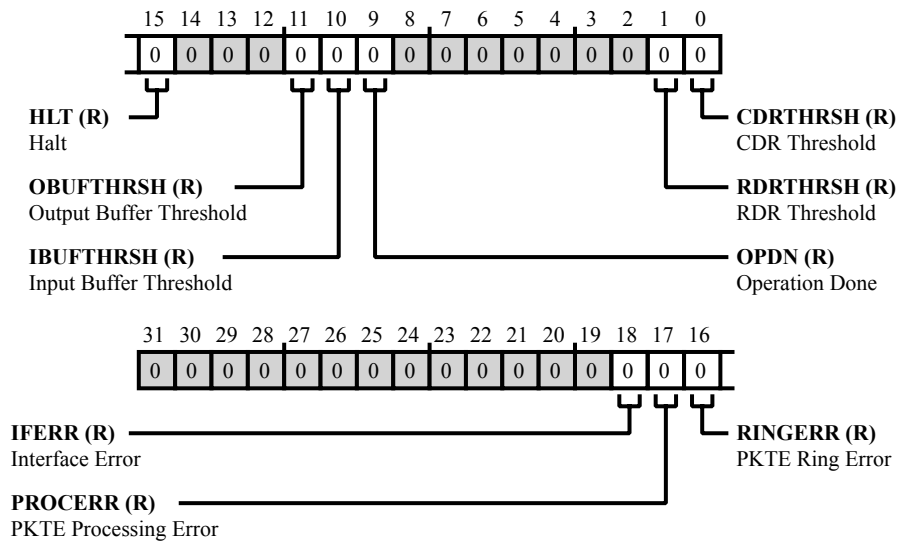 15 14 13 12 11 10 9 8 7 6 5 4 3 2 1 0
0 0 0 0 0 0 0 0 0 0 0 0 0 0 0 0
HLT (R)
Halt
CDRTHRSH (R)
CDR Threshold
OBUFTHRSH (R)
Output Buffer Threshold
RDRTHRSH (R)
RDR Threshold
IBUFTHRSH (R)
Input Buffer Threshold
OPDN (R)
Operation Done
31 30 29 28 27 26 25 24 23 22 21 20 19 18 17 16
0 0 0 0 0 0 0 0 0 0 0 0 0 0 0 0
IFERR (R)
Interface Error
RINGERR (R)
PKTE Ring Error
PROCERR (R)
PKTE Processing Error